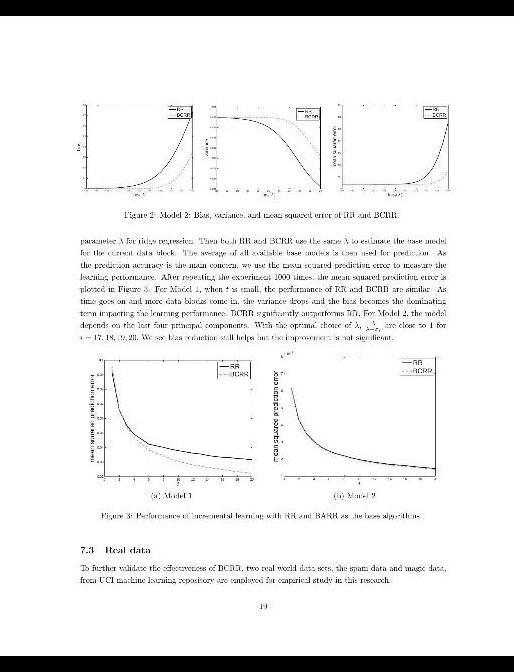 RR
BCRR
RR
BCRR
RR
BCRR
bias
variance
mean squared error
Figure 2: Model 2: Bias, variance, and mean squared error of RR and BCRR
parameter λ for ridge regression. Then both RR and BCRR use the same λ to estimate the base model
for the current data block. The average of all available base models is then used for prediction. As
the prediction accuracy is the main concern, we use the mean squared prediction error to measure the
learning performance. After repeating the experiment 1000 times, the mean squared prediction error is
plotted in Figure 3. For Model 1, when t is small, the performance of RR and BCRR are similar. As
time goes on and more data blocks come in, the variance drops and the bias becomes the dominating
term impacting the learning performance. BCRR significantly outperforms RR. For Model 2, the model
depends on the last four principal components. With the optimal choice of λ, are close to 1 for
i = 17, 18, 19, 20. We see bias reduction still helps but the improvement is not significant.
mean squared prediction error
RR
BCRR
mean squared prediction error
RR
BCRR
(a) Model 1
(b) Model 2
Figure 3: Performance of incremental learning with RR and BARR as the base algorithms.
7.3 Real data
To further validate the effectiveness of BCRR, two real world data sets, the spam data and magic data,
from UCI machine learning repository are employed for empirical study in this research.
19